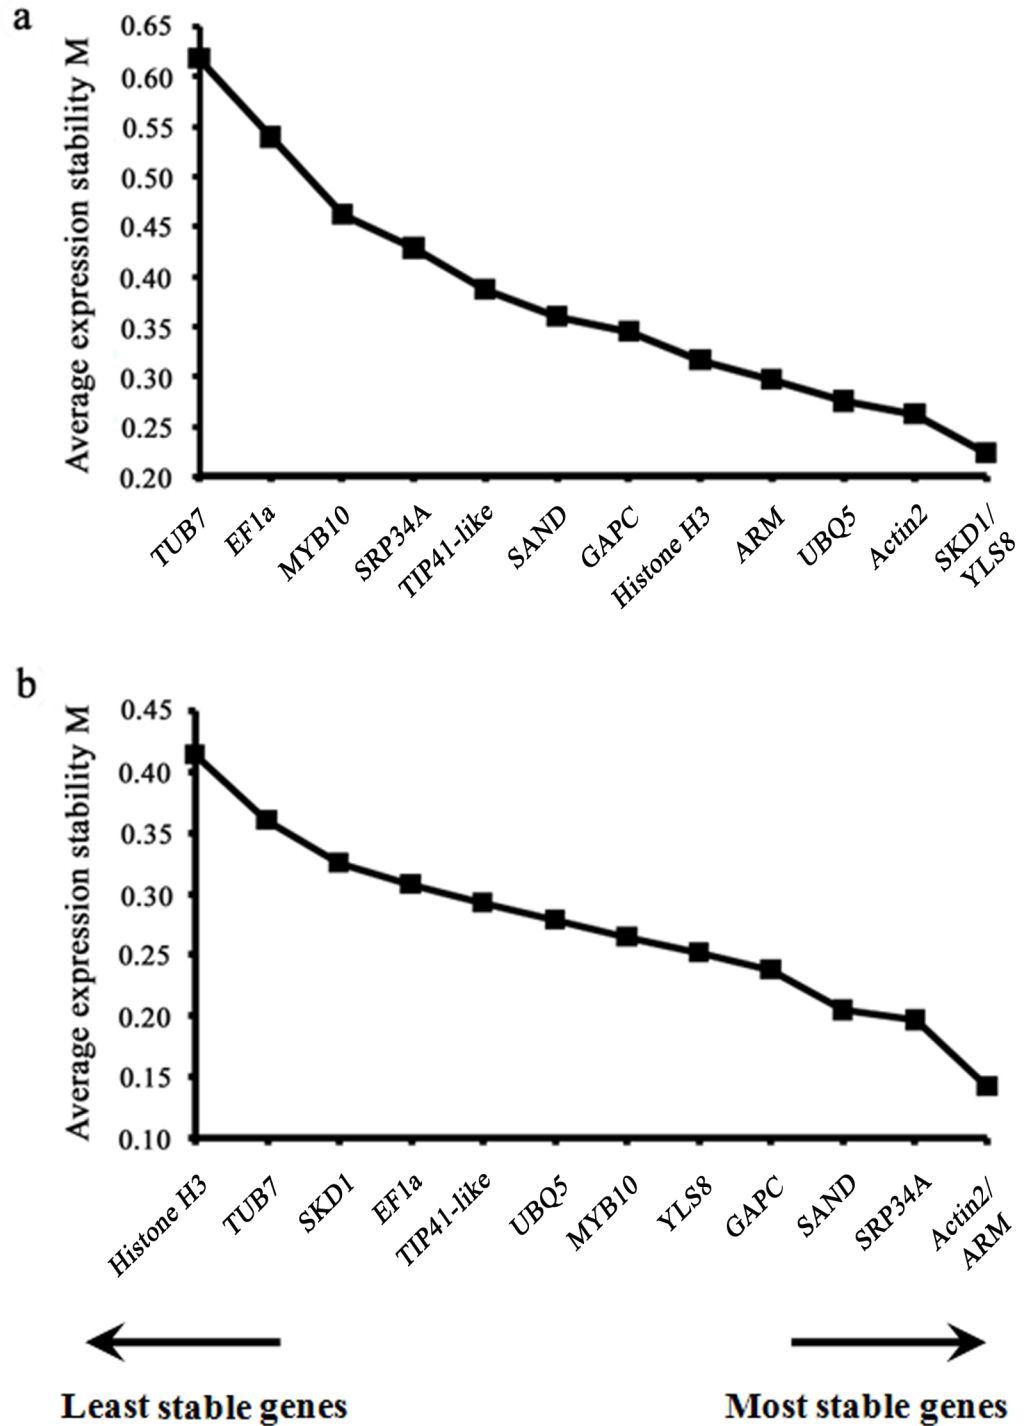 a
Average expression stability M
0.65
0.60
0.55
0.50
0.45
0.40
0.35
0.30
0.25
0.20
TUB7
EF1a
MYB10
SRP34A
TIP41-like
SAND
GAPC
Histone H3
ARM
UBQ5
Actin2
SKD1/
YLS8
b
Average expression stability M
0.45
0.40
0.35
0.30
0.25
0.20
0.15
0.10
Histone H3
TUB7
SKD1
EF1a
TIP41-like
UBQ5
MYB10
YLS8
GAPC
SAND
SRP34A
Actin2/
ARM
Least stable genes
Most stable genes